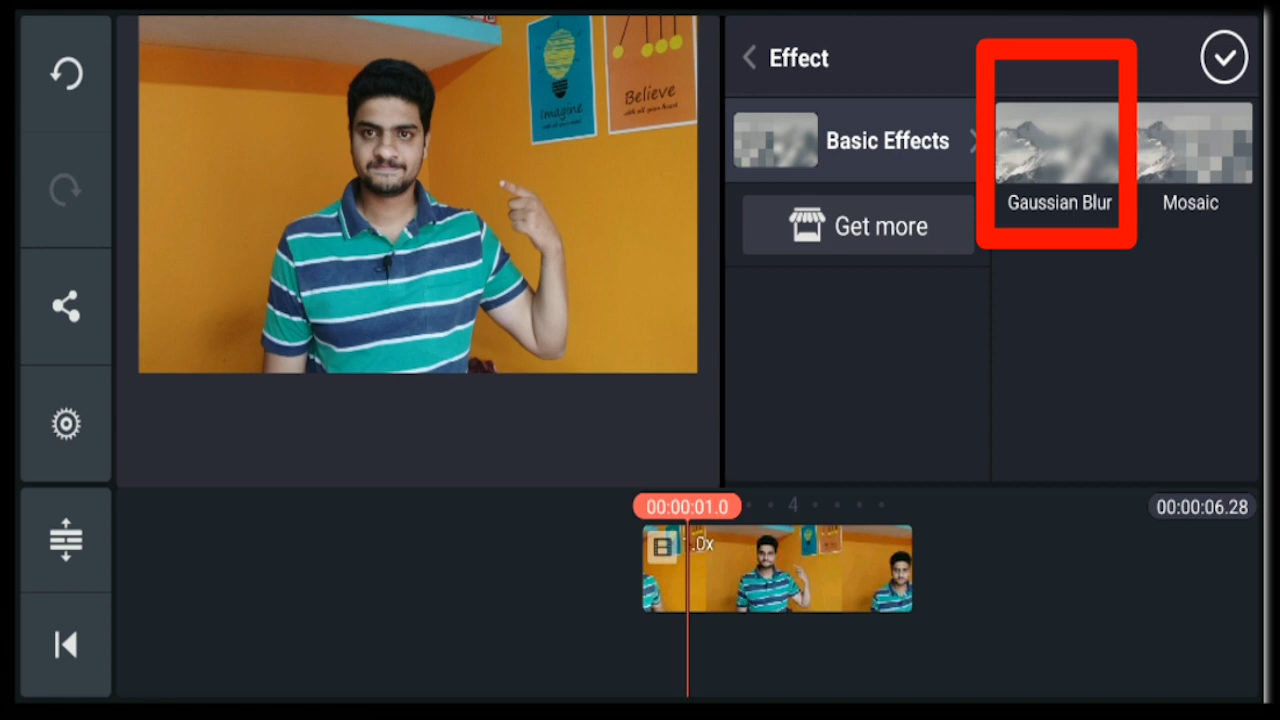 Imagine
Believe
Effect
Basic Effects
Get more
Gaussian Blur
Mosaic
00:00:01.0
4
00:00:06.28
.0x